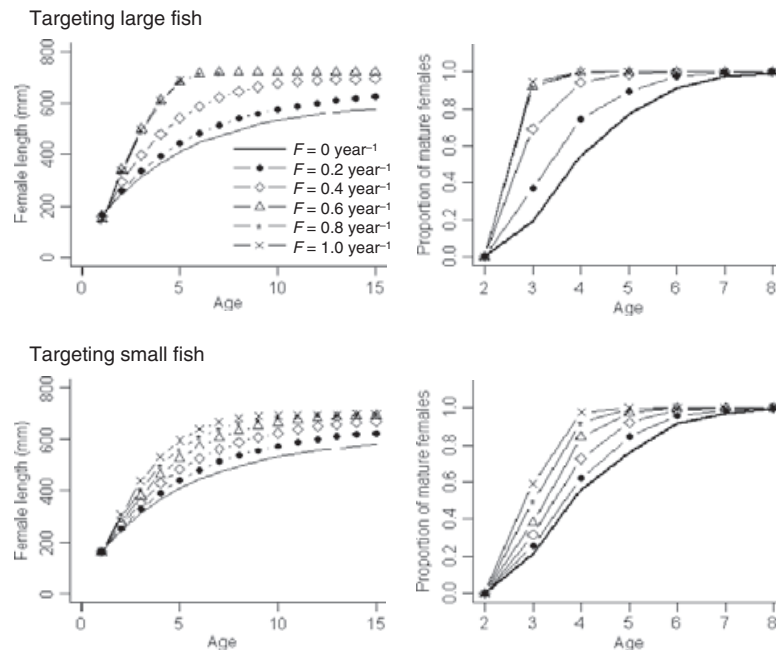 Targeting large fish
Female length (mm)
800
600
400
200
0
0 5 10 15
Age
F = 0 year⁻¹
F = 0.2 year⁻¹
F = 0.4 year⁻¹
F = 0.6 year⁻¹
F = 0.8 year⁻¹
F = 1.0 year⁻¹
Proportion of mature females
1.0
0.8
0.6
0.4
0.2
0.0
2 3 4 5 6 7 8
Age
Targeting small fish
Female length (mm)
800
600
400
200
0
0 5 10 15
Age
Proportion of mature females
1.0
0.8
0.6
0.4
0.2
0.0
2 3 4 5 6 7 8
Age